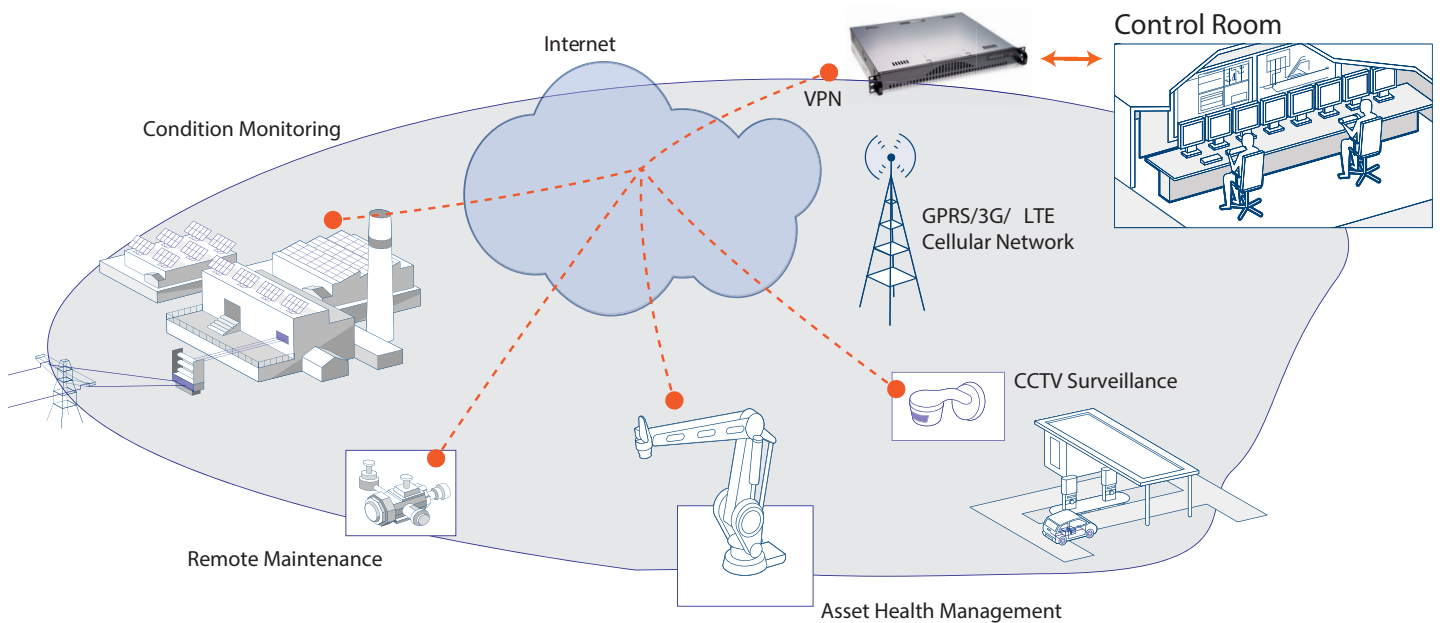 Control Room
Internet
VPN
Condition Monitoring
GPRS/3G/ LTE
Cellular Network
CCTV Surveillance
Remote Maintenance
Asset Health Management